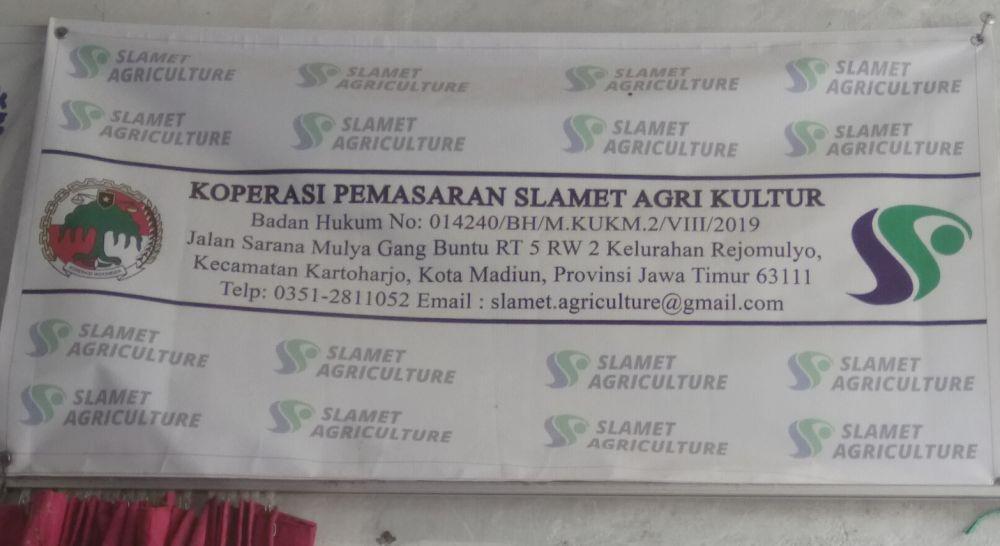 SLAMET
AGRICULTURE
SLAMET
AGRICULTURE
SLAMET
AGRICULTURE
SLAMET
AGRICULTURE
SLAMET
AGRICULTURE
SLAMET
AGRICULTURE
SLAMET
AGRICULTURE
SLAMET
AGRICULTURE
KOPERASI PEMASARAN SLAMET AGRI KULTUR
Badan Hukum No: 014240/BH/M.KUKM.2/VIII/2019
Jalan Sarana Mulya Gang Buntu RT 5 RW 2 Kelurahan Rejomulyo,
Kecamatan Kartoharjo, Kota Madiun, Provinsi Jawa Timur 63111
Telp: 0351-2811052 Email : slamet.agriculture@gmail.com
KOPERASI INDONESIA
SLAMET
AGRICULTURE
SLAMET
AGRICULTURE
SLAMET
AGRICULTURE
SLAMET
AGRICULTURE
SLAMET
AGRICULTURE
SLAMET
AGRICULTURE
SLAMET
AGRICULTURE
SLAMET
AGRICULTURE